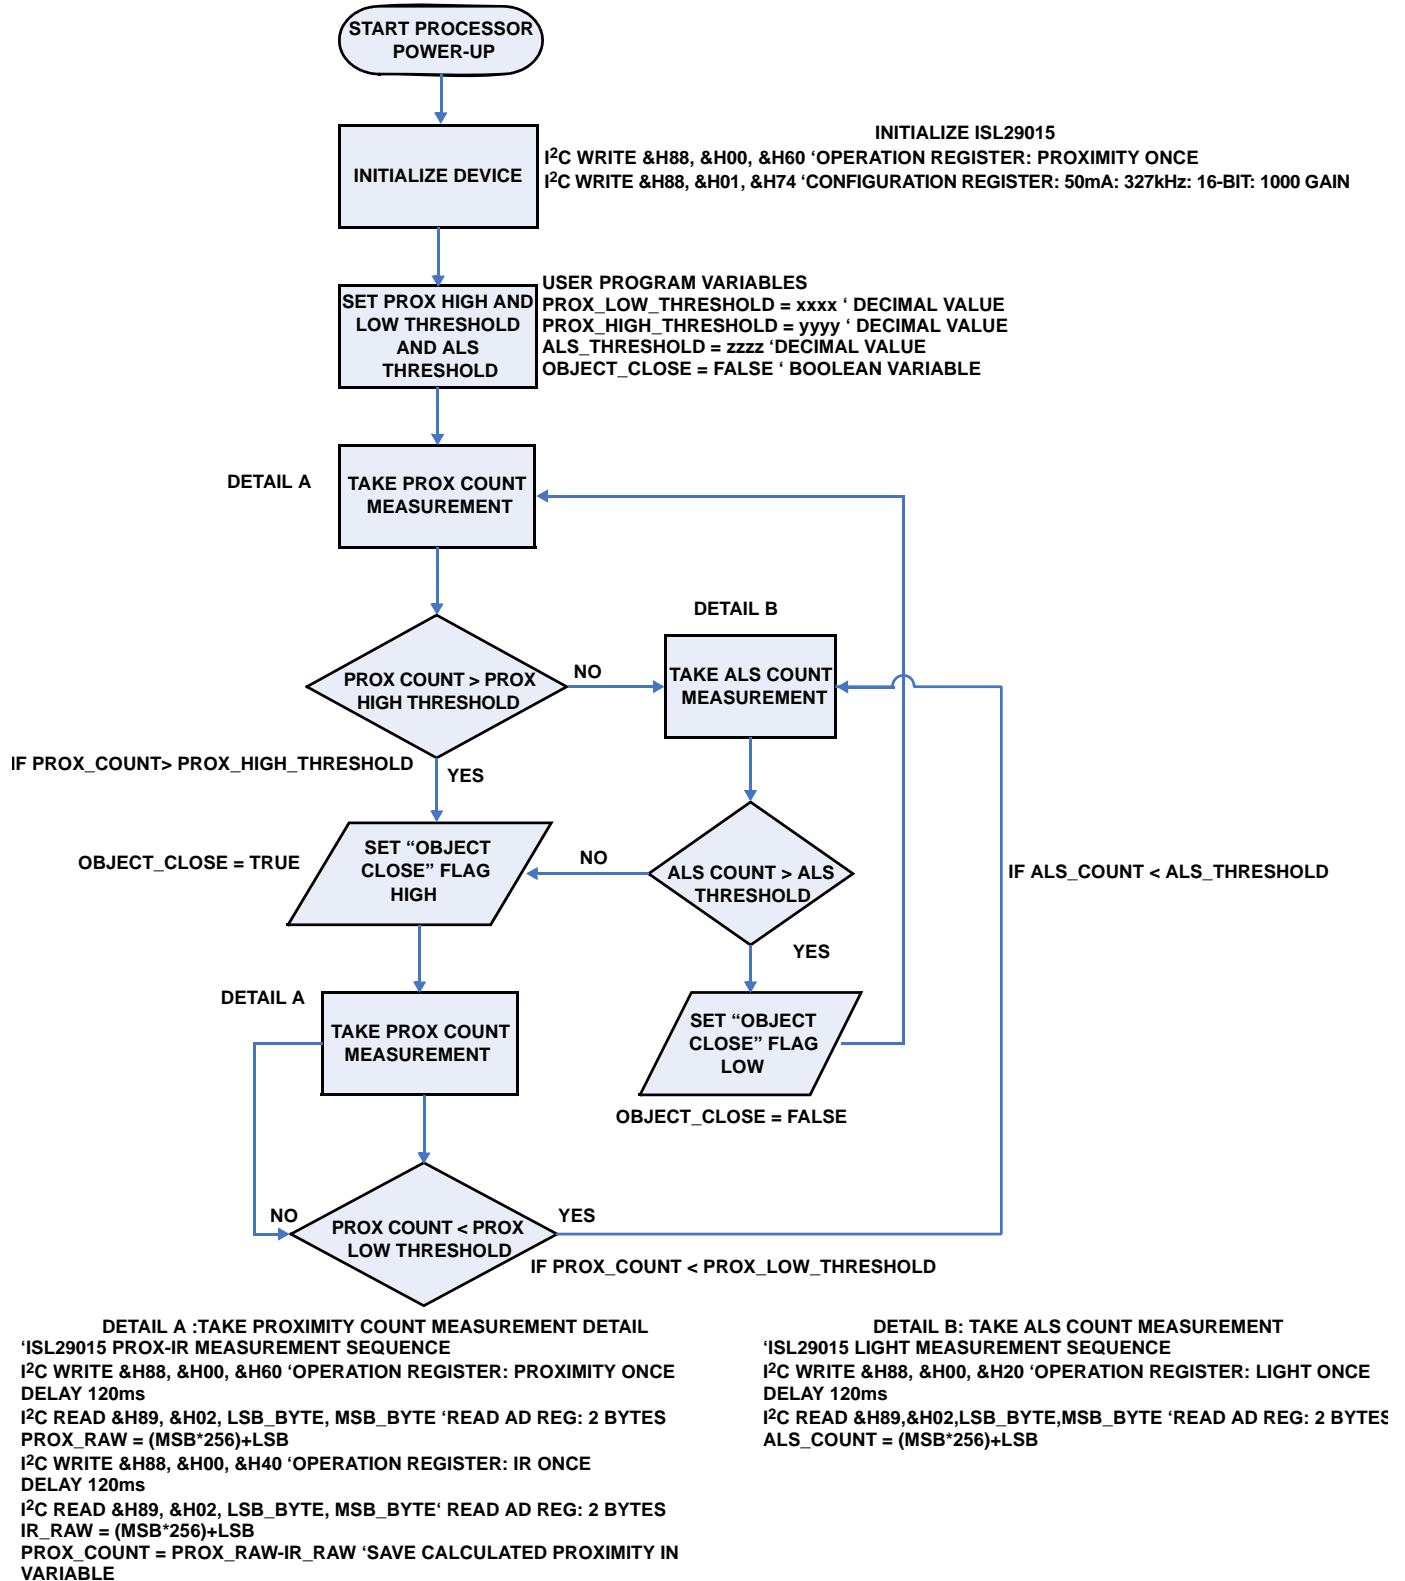 START PROCESSOR
POWER-UP
INITIALIZE DEVICE
INITIALIZE ISL29015
I2C WRITE &H88, &H00, &H60 ‘OPERATION REGISTER: PROXIMITY ONCE
I2C WRITE &H88, &H01, &H74 ‘CONFIGURATION REGISTER: 50mA: 327kHz: 16-BIT: 1000 GAIN
SET PROX HIGH AND
LOW THRESHOLD
AND ALS
THRESHOLD
USER PROGRAM VARIABLES
PROX_LOW_THRESHOLD = xxxx ‘ DECIMAL VALUE
PROX_HIGH_THRESHOLD = yyyy ‘ DECIMAL VALUE
ALS_THRESHOLD = zzzz ‘DECIMAL VALUE
OBJECT_CLOSE = FALSE ‘ BOOLEAN VARIABLE
DETAIL A
TAKE PROX COUNT
MEASUREMENT
DETAIL B
PROX COUNT > PROX
HIGH THRESHOLD
NO
TAKE ALS COUNT
MEASUREMENT
IF PROX_COUNT> PROX_HIGH_THRESHOLD
YES
OBJECT_CLOSE = TRUE
SET “OBJECT
CLOSE” FLAG
HIGH
NO
ALS COUNT > ALS
THRESHOLD
IF ALS_COUNT < ALS_THRESHOLD
YES
DETAIL A
TAKE PROX COUNT
MEASUREMENT
SET “OBJECT
CLOSE” FLAG
LOW
OBJECT_CLOSE = FALSE
NO
PROX COUNT < PROX
LOW THRESHOLD
YES
IF PROX_COUNT < PROX_LOW_THRESHOLD
DETAIL A :TAKE PROXIMITY COUNT MEASUREMENT DETAIL
‘ISL29015 PROX-IR MEASUREMENT SEQUENCE
I2C WRITE &H88, &H00, &H60 ‘OPERATION REGISTER: PROXIMITY ONCE
DELAY 120ms
I2C READ &H89, &H02, LSB_BYTE, MSB_BYTE ‘READ AD REG: 2 BYTES
PROX_RAW = (MSB*256)+LSB
I2C WRITE &H88, &H00, &H40 ‘OPERATION REGISTER: IR ONCE
DELAY 120ms
I2C READ &H89, &H02, LSB_BYTE, MSB_BYTE‘ READ AD REG: 2 BYTES
IR_RAW = (MSB*256)+LSB
PROX_COUNT = PROX_RAW-IR_RAW ‘SAVE CALCULATED PROXIMITY IN
VARIABLE
DETAIL B: TAKE ALS COUNT MEASUREMENT
‘ISL29015 LIGHT MEASUREMENT SEQUENCE
I2C WRITE &H88, &H00, &H20 ‘OPERATION REGISTER: LIGHT ONCE
DELAY 120ms
I2C READ &H89,&H02,LSB_BYTE,MSB_BYTE ‘READ AD REG: 2 BYTES
ALS_COUNT = (MSB*256)+LSB